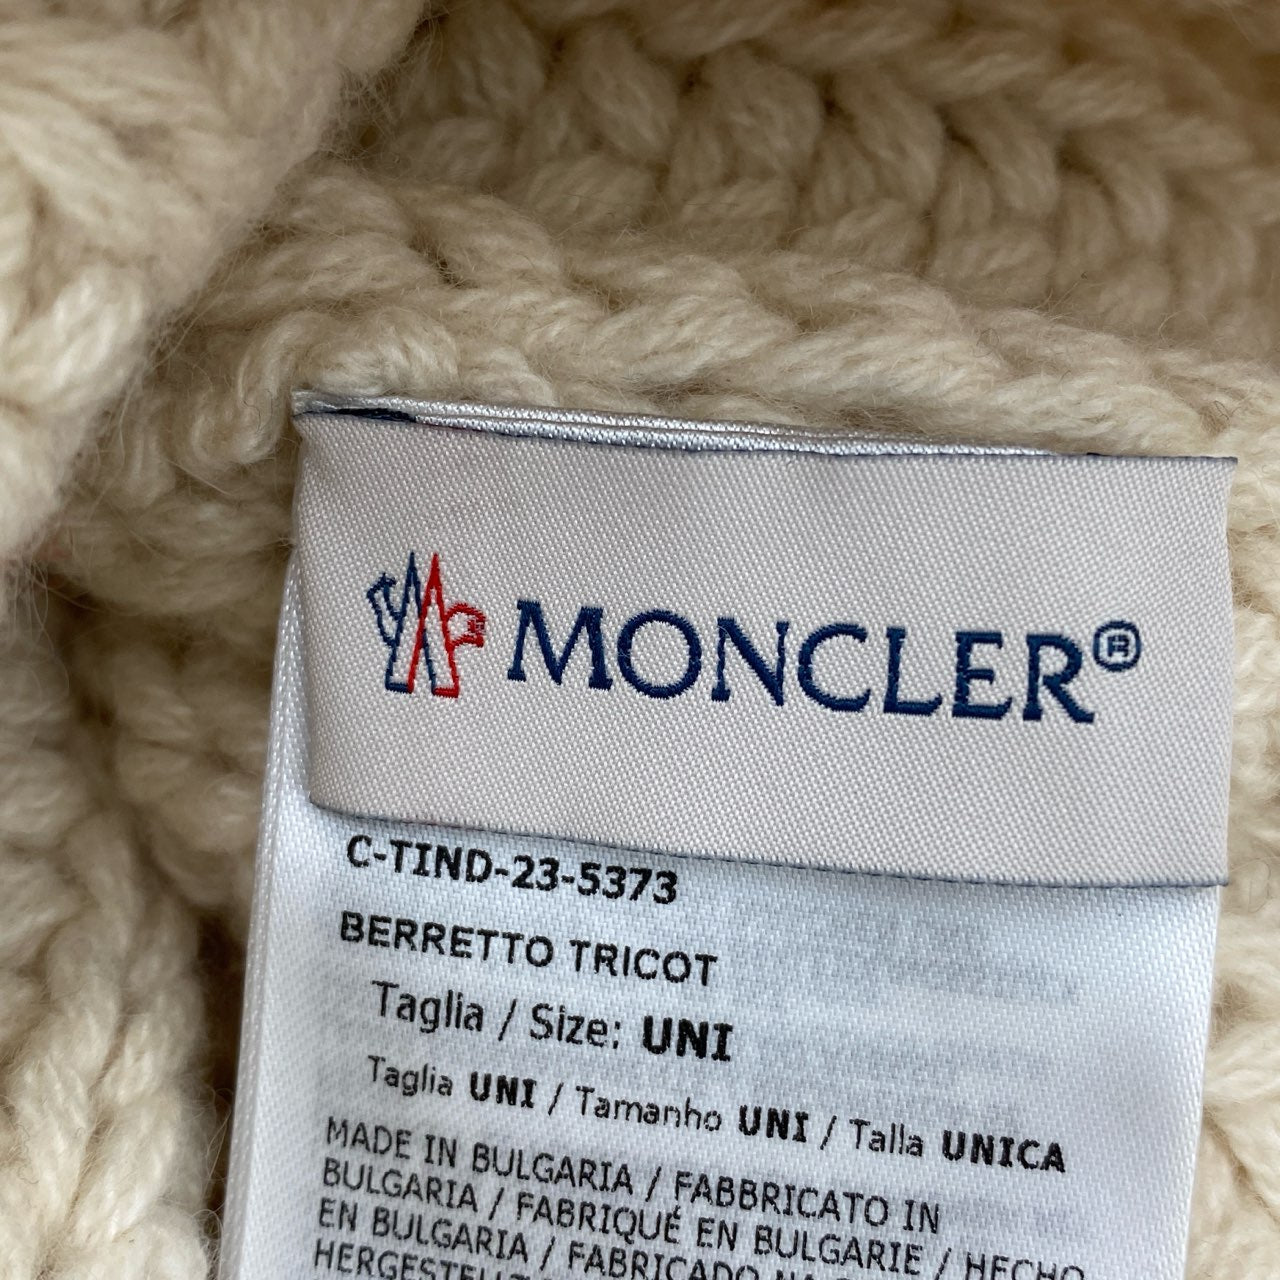 MONCLER®
C-TIND-23-5373
BERRETTO TRICOT
Taglia / Size: UNI
Taglia UNI / Tamanho UNI / Talla UNICA
MADE IN BULGARIA / FABBRICATO IN
BULGARIA / FABRIQUÉ EN BULGARIE / HECHO
EN BULGARIA / FABRICADO NA